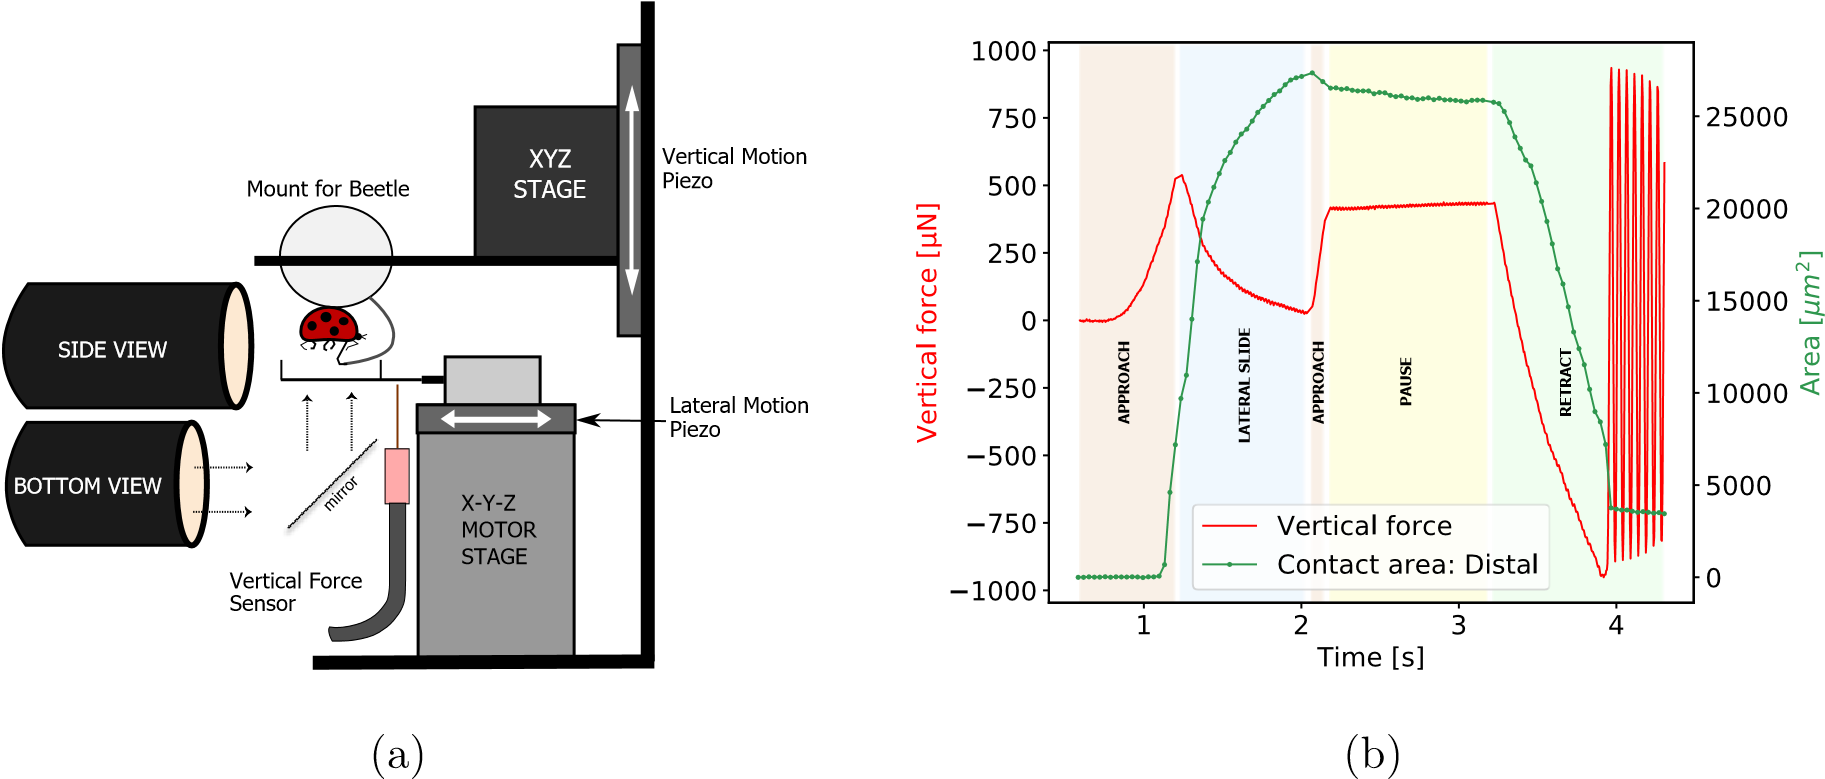 XYZ
STAGE
Vertical Motion
Piezo
Mount for Beetle
SIDE VIEW
Lateral Motion
Piezo
BOTTOM VIEW
mirror
X-Y-Z
MOTOR
STAGE
Vertical Force
Sensor
(a)
1000
750
500
250
0
−250
−500
−750
−1000
Vertical force [µN]
APPROACH
LATERAL SLIDE
APPROACH
PAUSE
RETRACT
Vertical force
Contact area: Distal
25000
20000
15000
10000
5000
0
Area [µm²]
1 2 3 4
Time [s]
(b)